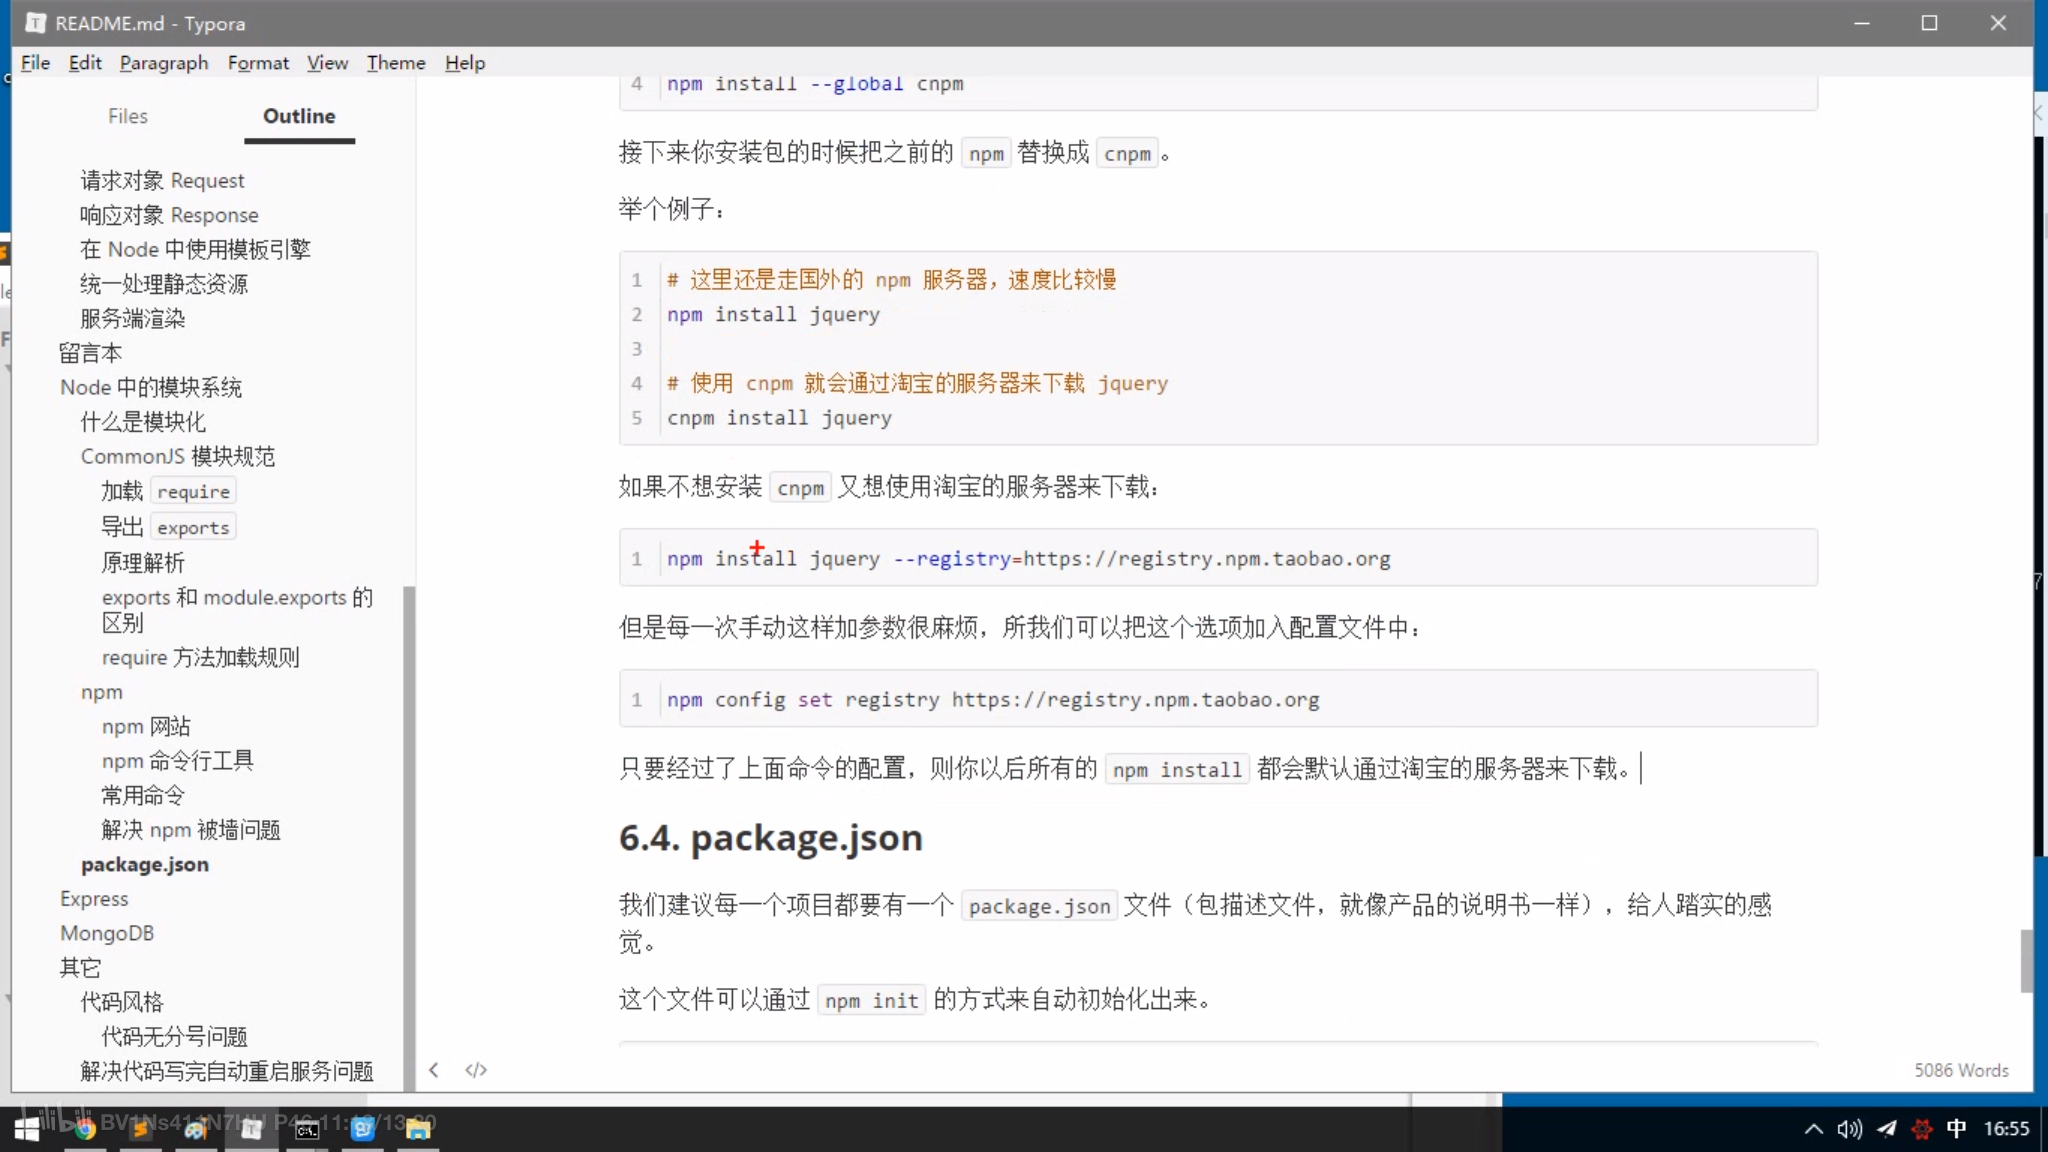 README.md - Typora
File Edit Paragraph Format View Theme Help
Files Outline
请求对象 Request
响应对象 Response
在 Node 中使用模板引擎
统一处理静态资源
服务端渲染
留言本
Node 中的模块系统
什么是模块化
CommonJS 模块规范
加载 require
导出 exports
原理解析
exports 和 module.exports 的
区别
require 方法加载规则
npm
npm 网站
npm 命令行工具
常用命令
解决 npm 被墙问题
package.json
Express
MongoDB
其它
代码风格
代码无分号问题
解决代码写完自动重启服务问题
4 npm install --global cnpm
接下来你安装包的时候把之前的 npm 替换成 cnpm。
举个例子：
1 # 这里还是走国外的 npm 服务器，速度比较慢
2 npm install jquery
3
4 # 使用 cnpm 就会通过淘宝的服务器来下载 jquery
5 cnpm install jquery
如果不想安装 cnpm 又想使用淘宝的服务器来下载：
1 npm install jquery --registry=https://registry.npm.taobao.org
但是每一次手动这样加参数很麻烦，所我们可以把这个选项加入配置文件中：
1 npm config set registry https://registry.npm.taobao.org
只要经过了上面命令的配置，则你以后所有的 npm install 都会默认通过淘宝的服务器来下载。
6.4. package.json
我们建议每一个项目都要有一个 package.json 文件（包描述文件，就像产品的说明书一样），给人踏实的感
觉。
这个文件可以通过 npm init 的方式来自动初始化出来。
</> 5086 Words
中 16:55